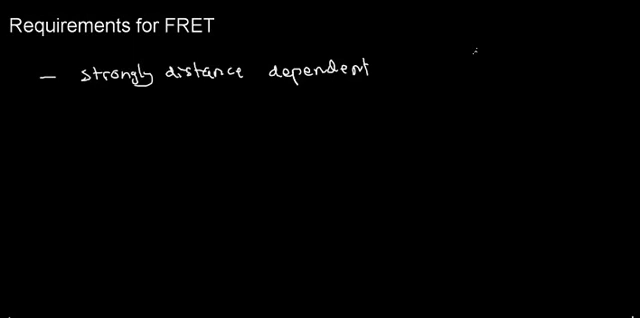 Requirements for FRET
— strongly distance dependent